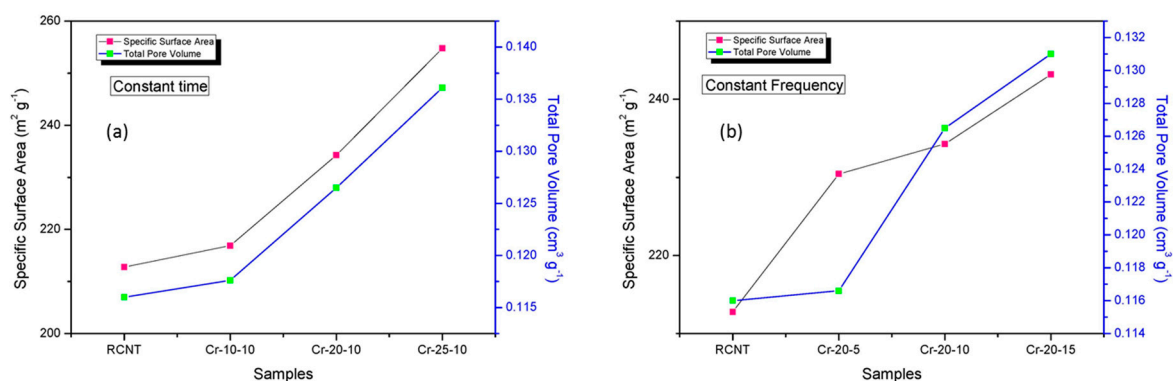 260
240
220
200
Specific Surface Area (m² g⁻¹)
Specific Surface Area
Total Pore Volume
Constant time
(a)
0.140
0.135
0.130
0.125
0.120
0.115
Total Pore Volume (cm³ g⁻¹)
RCNT
Cr-10-10
Cr-20-10
Cr-25-10
Samples
240
220
Specific Surface Area (m² g⁻¹)
Specific Surface Area
Total Pore Volume
Constant Frequency
(b)
0.132
0.130
0.128
0.126
0.124
0.122
0.120
0.118
0.116
0.114
Total Pore Volume (cm³ g⁻¹)
RCNT
Cr-20-5
Cr-20-10
Cr-20-15
Samples